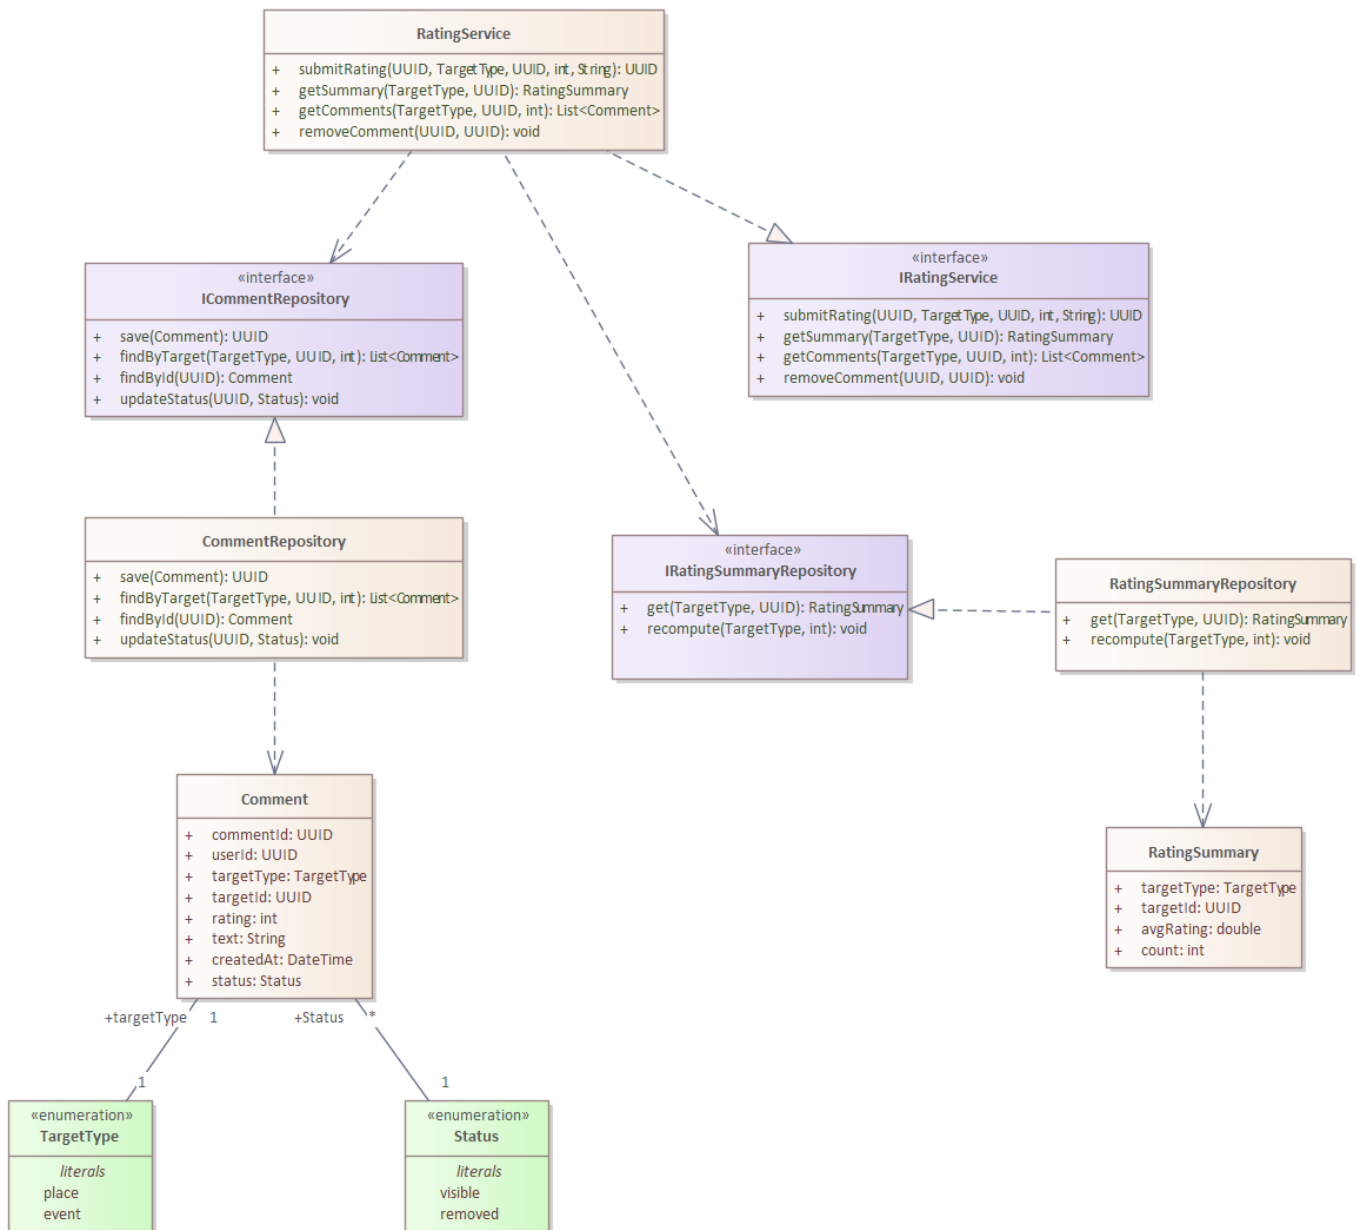 RatingService
+ submitRating(UUID, TargetType, UUID, int, String): UUID
+ getSummary(TargetType, UUID): RatingSummary
+ getComments(TargetType, UUID, int): List<Comment>
+ removeComment(UUID, UUID): void
«interface»
IRatingService
+ submitRating(UUID, TargetType, UUID, int, String): UUID
+ getSummary(TargetType, UUID): RatingSummary
+ getComments(TargetType, UUID, int): List<Comment>
+ removeComment(UUID, UUID): void
«interface»
ICommentRepository
+ save(Comment): UUID
+ findByTarget(TargetType, UUID, int): List<Comment>
+ findById(UUID): Comment
+ updateStatus(UUID, Status): void
CommentRepository
+ save(Comment): UUID
+ findByTarget(TargetType, UUID, int): List<Comment>
+ findById(UUID): Comment
+ updateStatus(UUID, Status): void
«interface»
IRatingSummaryRepository
+ get(TargetType, UUID): RatingSummary
+ recompute(TargetType, int): void
RatingSummaryRepository
+ get(TargetType, UUID): RatingSummary
+ recompute(TargetType, int): void
Comment
+ commentId: UUID
+ userId: UUID
+ targetType: TargetType
+ targetId: UUID
+ rating: int
+ text: String
+ createdAt: DateTime
+ status: Status
RatingSummary
+ targetType: TargetType
+ targetId: UUID
+ avgRating: double
+ count: int
+targetType 1
+Status *
1
1
«enumeration»
TargetType
literals
place
event
«enumeration»
Status
literals
visible
removed